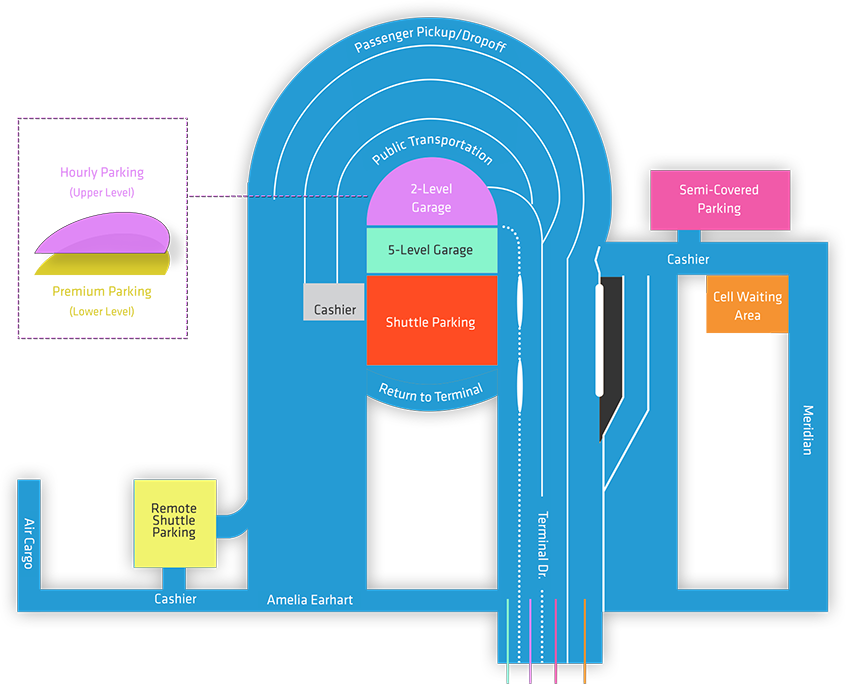 Passenger Pickup/Dropoff
Public Transportation
Hourly Parking
(Upper Level)
Premium Parking
(Lower Level)
2-Level
Garage
5-Level Garage
Shuttle Parking
Cashier
Return to Terminal
Semi-Covered
Parking
Cashier
Cell Waiting
Area
Meridian
Remote
Shuttle
Parking
Air Cargo
Cashier
Amelia Earhart
Terminal Dr.